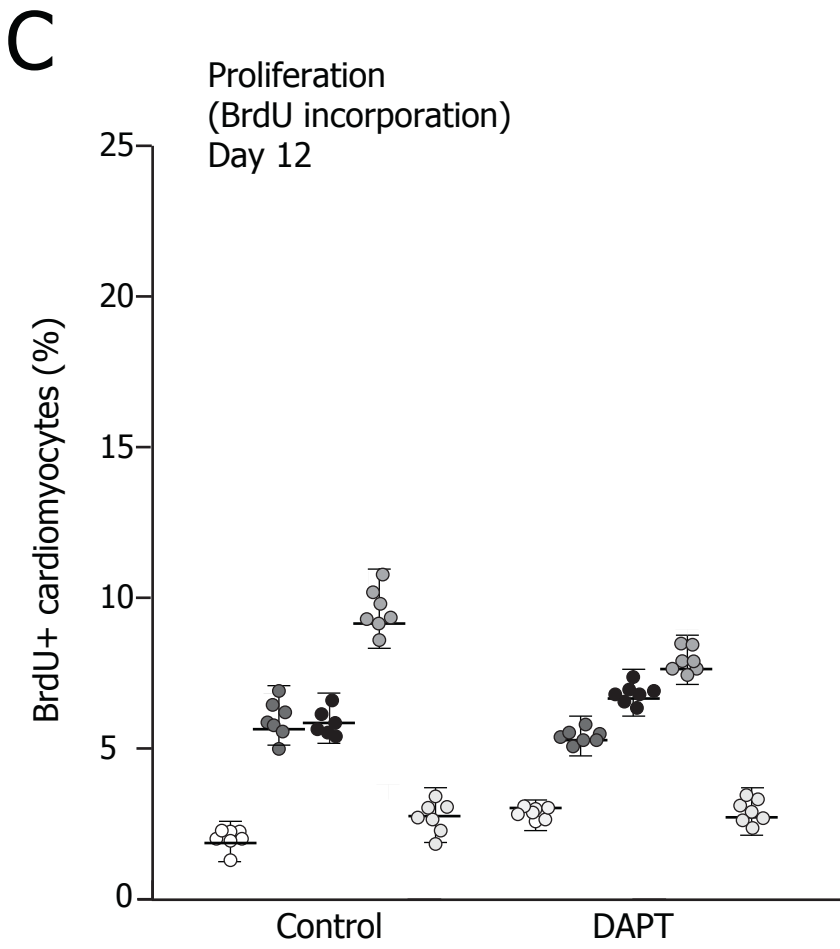 C
Proliferation
(BrdU incorporation)
Day 12
25
20
15
10
5
0
BrdU+ cardiomyocytes (%)
Control
DAPT